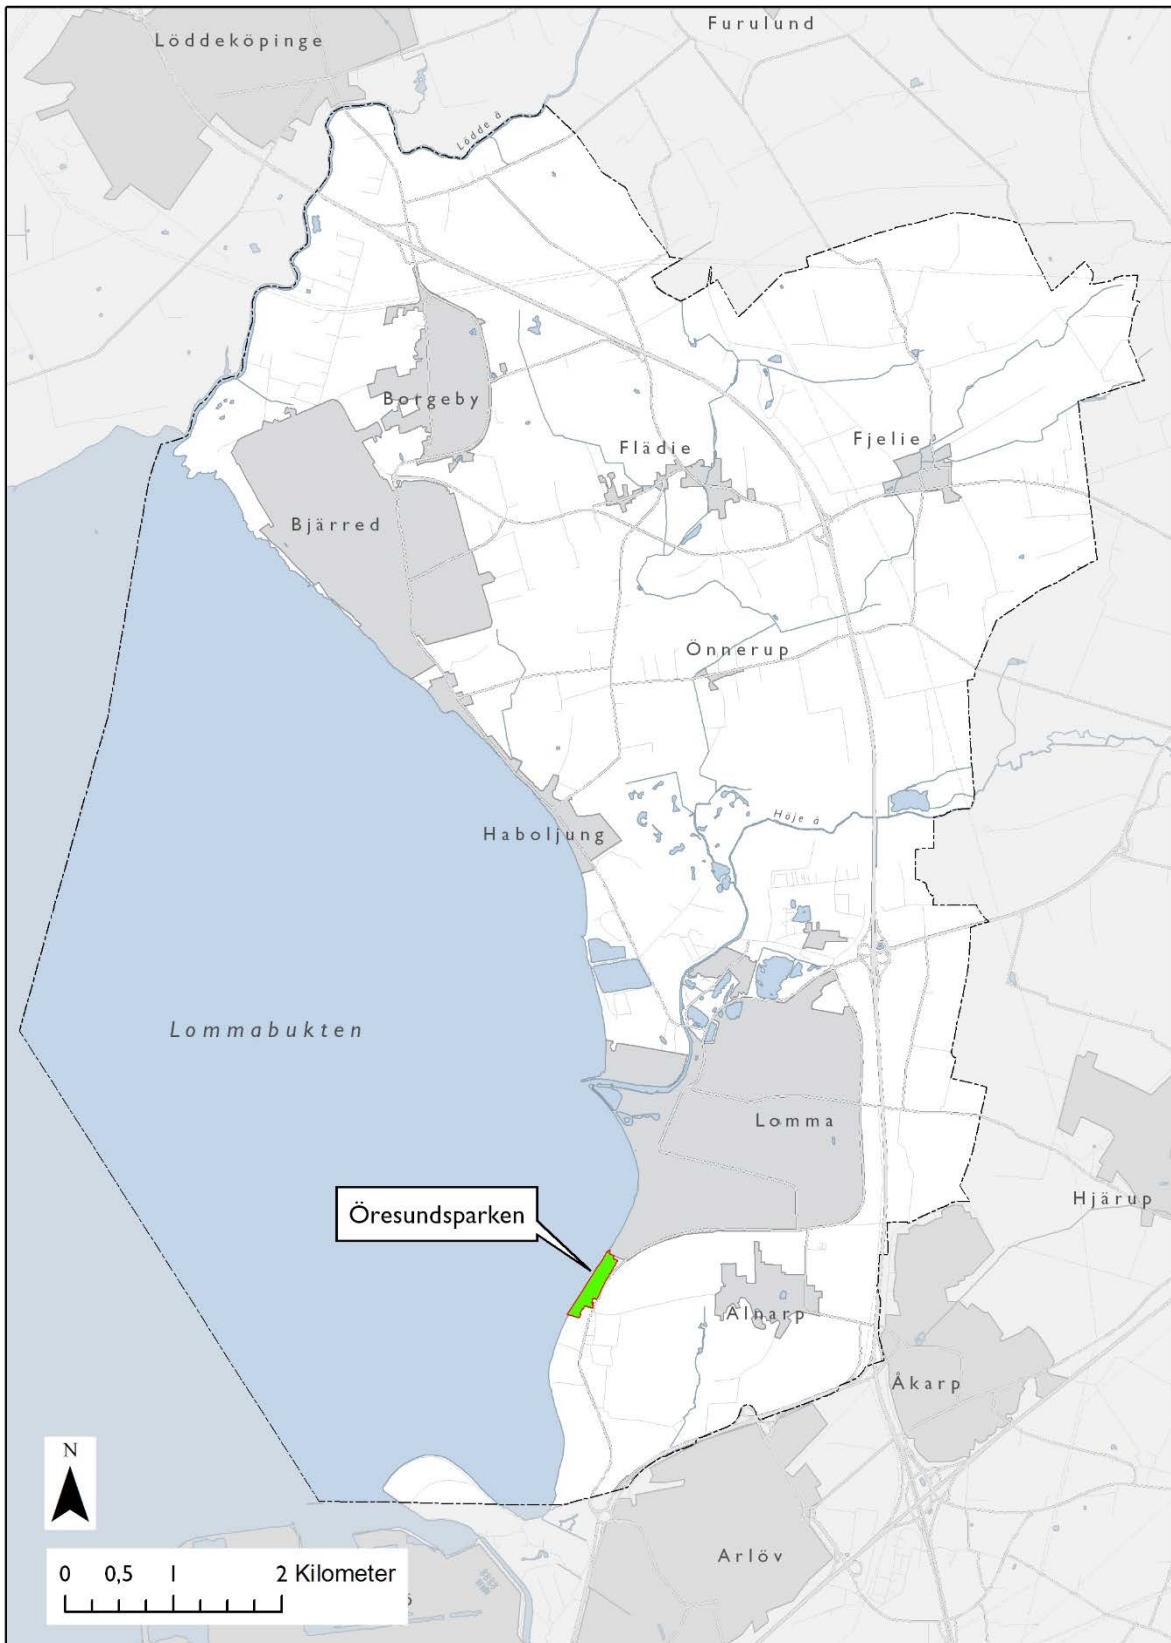 Furulund
Löddeköpinge
Lödde å
Borgeby
Fjelie
Flädie
Bjärred
Önnerup
Höje å
Haboljung
Lommabukten
Lomma
Hjärup
Öresundsparken
Alnarp
Åkarp
N
Arlöv
0 0,5 1 2 Kilometer